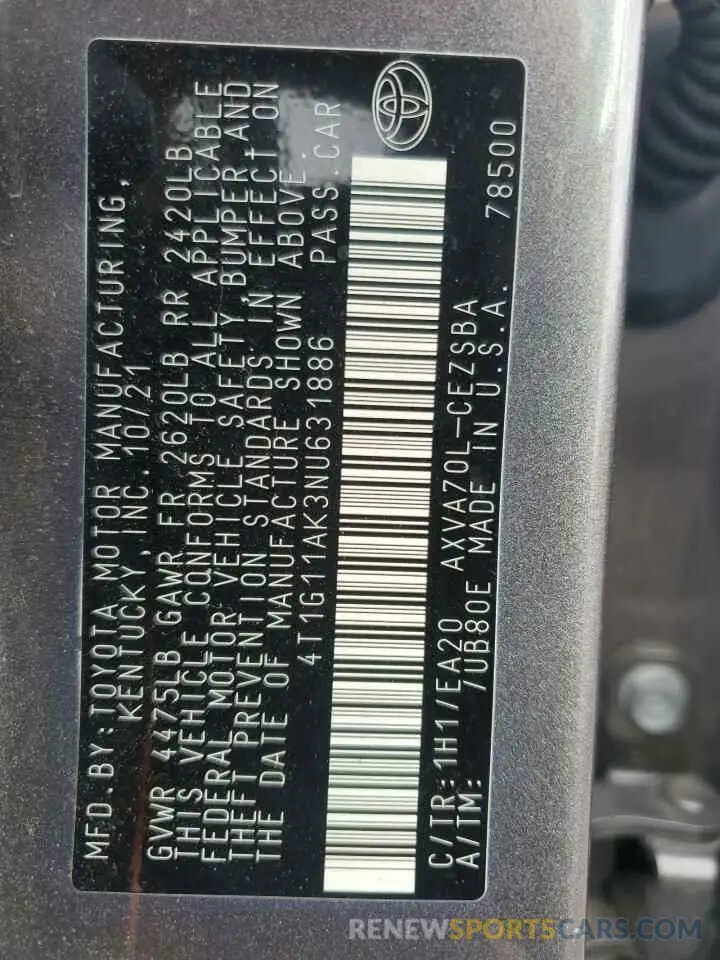 MFD.BY:TOYOTA MOTOR MANUFACTURING,
KENTUCKY,INC. 10/21
GVWR 4475LB GAWR FR 2620LB RR 2420LB
THIS VEHICLE CONFORMS TO ALL APPLICABLE
FEDERAL MOTOR VEHICLE SAFETY, BUMPER AND
THEFT PREVENTION STANDARDS IN EFFECT ON
THE DATE OF MANUFACTURE SHOWN ABOVE.
4T1G11AK3NU631886 PASS.CAR
C/TR:1H1/EA20 AXVA70L-CEZSBA
A/TM: /UB80E MADE IN U.S.A. 78500
RENEWSPORTSCARS.COM